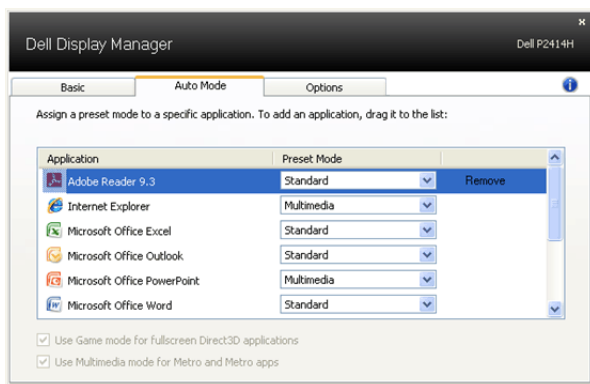 Dell Display Manager
Dell P2414H
Basic Auto Mode Options
Assign a preset mode to a specific application. To add an application, drag it to the list:
Application Preset Mode
Adobe Reader 9.3 Standard Remove
Internet Explorer Multimedia
Microsoft Office Excel Standard
Microsoft Office Outlook Standard
Microsoft Office PowerPoint Multimedia
Microsoft Office Word Standard
Use Game mode for fullscreen Direct3D applications
Use Multimedia mode for Metro and Metro apps